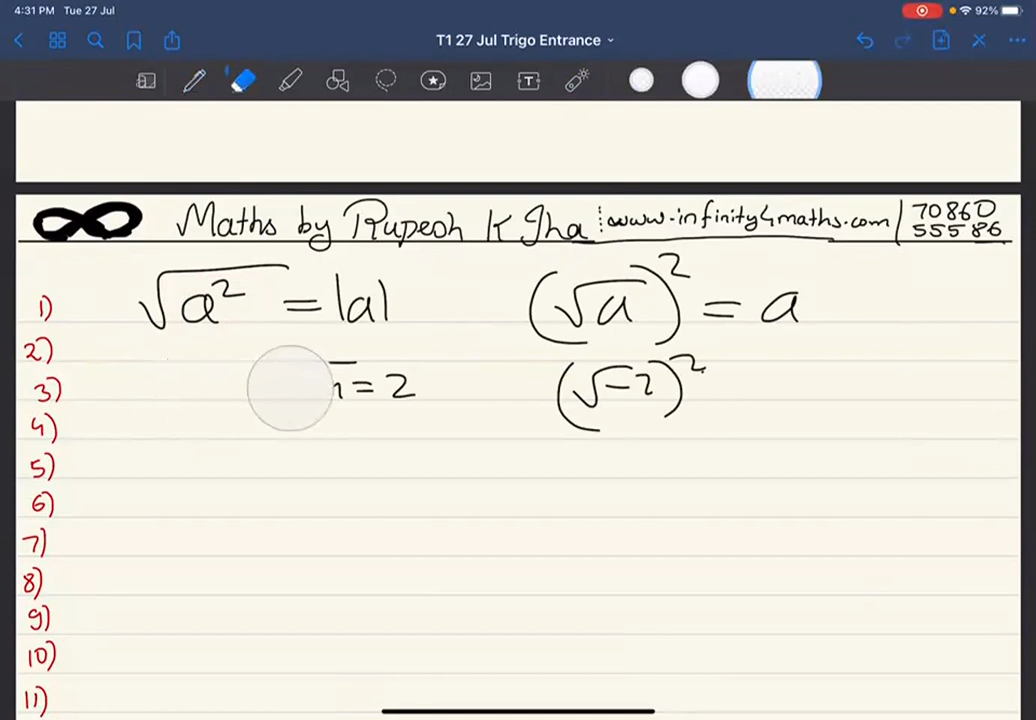 4:31 PM Tue 27 Jul
92%
T1 27 Jul Trigo Entrance
T
Maths by Rupesh K Jha www.infinity4maths.com 70860
55586
1) √a² = |a| (√a)² = a
2)
3) = 2 (√-2)²
4)
5)
6)
7)
8)
9)
10)
11)